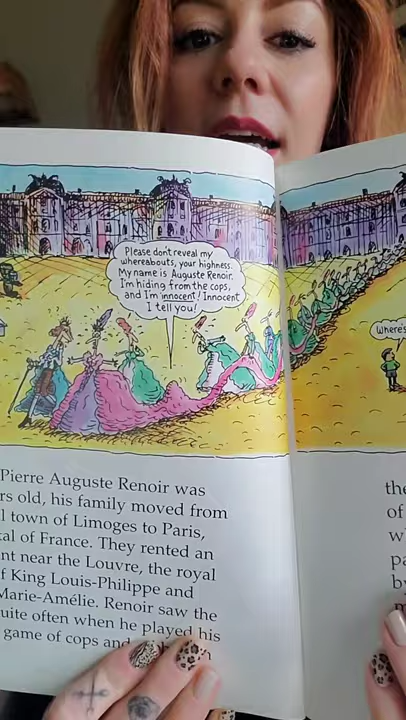 Please don't reveal my
whereabouts, your highness.
My name is Auguste Renoir.
I'm hiding from the cops,
and I'm innocent! Innocent
I tell you!
Where's
Pierre Auguste Renoir was
rs old, his family moved from
l town of Limoges to Paris,
tal of France. They rented an
nt near the Louvre, the royal
f King Louis-Philippe and
Marie-Amélie. Renoir saw the
uite often when he played his
game of cops and
the
of
w
pa
b